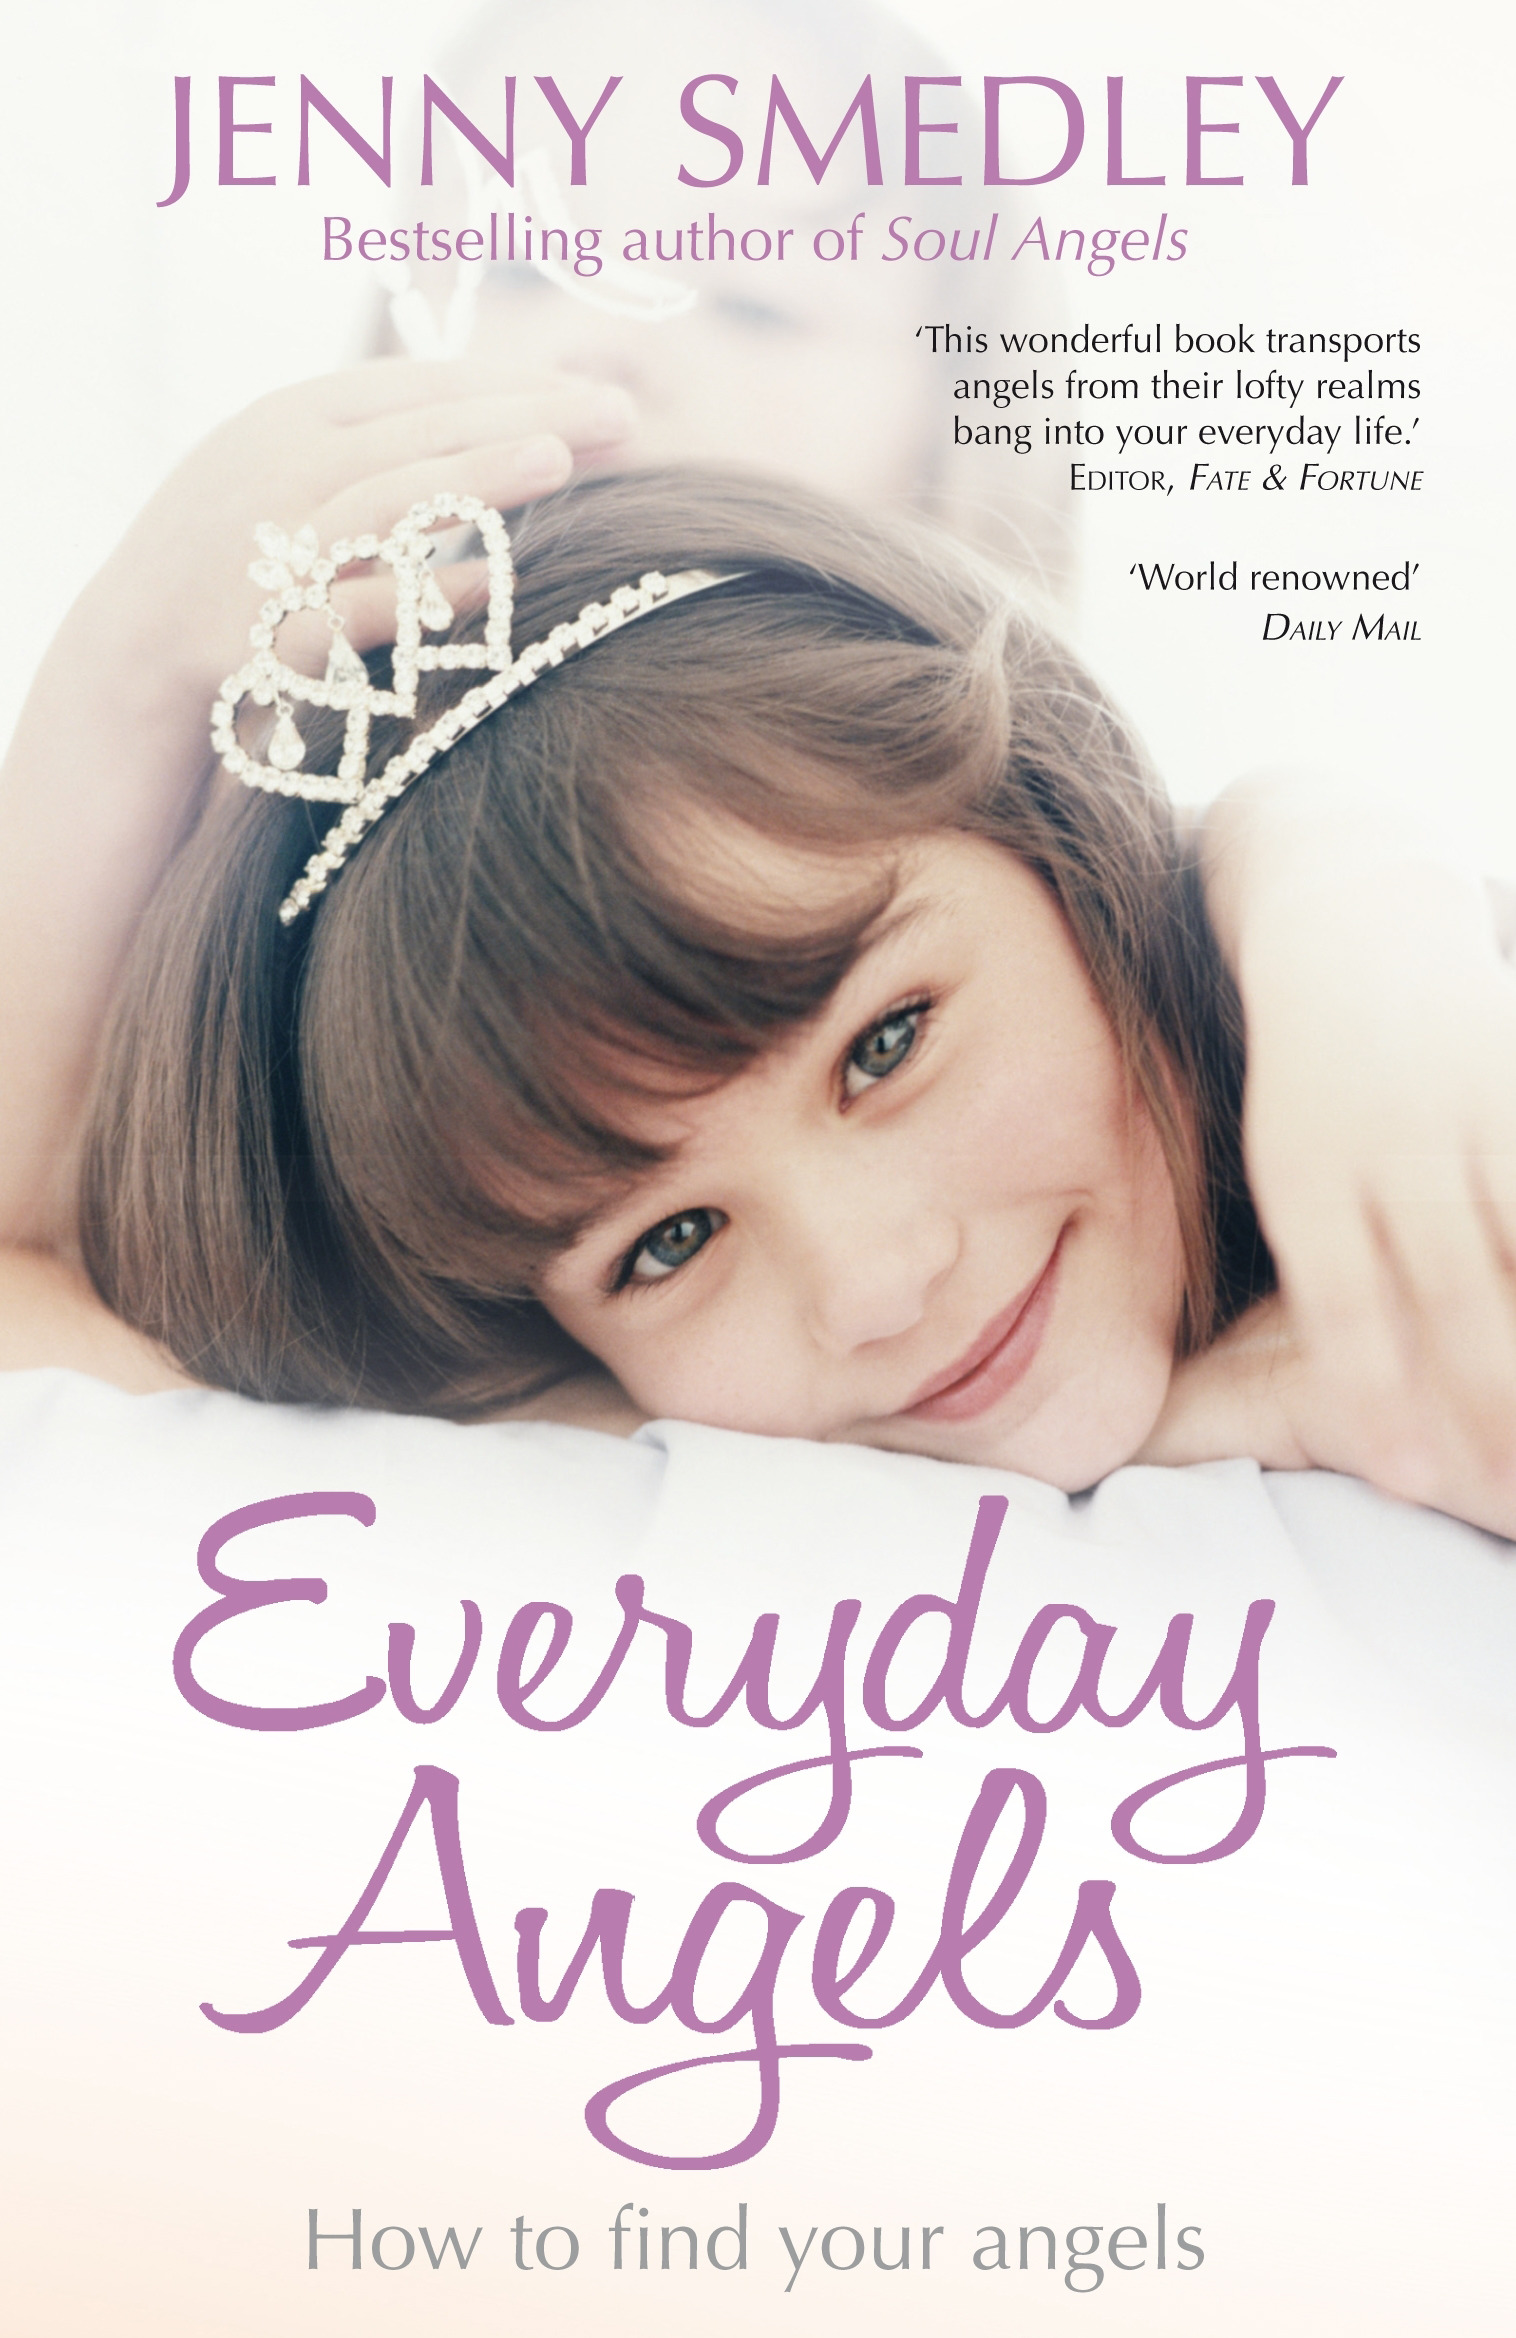 JENNY SMEDLEY
Bestselling author of Soul Angels
‘This wonderful book transports
angels from their lofty realms
bang into your everyday life.’
EDITOR, FATE & FORTUNE
‘World renowned’
DAILY MAIL
Everyday
Angels
How to find your angels